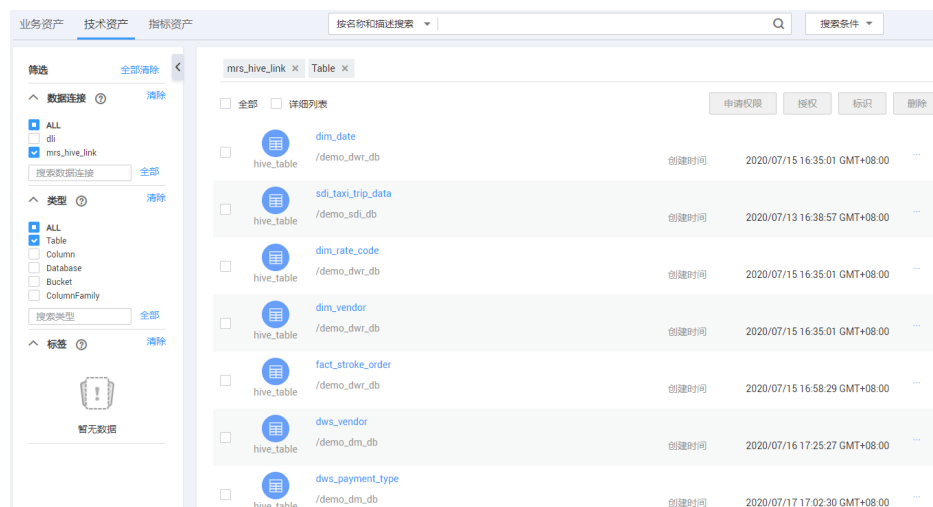 业务资产 技术资产 指标资产 按名称和描述搜索 搜索条件
筛选 全部清除
数据连接 清除
ALL
dli
mrs_hive_link
搜索数据连接 全部
类型 清除
ALL
Table
Column
Database
Bucket
ColumnFamily
搜索类型 全部
标签 清除
暂无数据
mrs_hive_link × Table ×
全部 详细列表 申请权限 授权 标识 删除
dim_date
/demo_dwr_db
hive_table 创建时间 2020/07/15 16:35:01 GMT+08:00 ...
sdi_taxi_trip_data
/demo_sdi_db
hive_table 创建时间 2020/07/13 16:38:57 GMT+08:00 ...
dim_rate_code
/demo_dwr_db
hive_table 创建时间 2020/07/15 16:35:01 GMT+08:00 ...
dim_vendor
/demo_dwr_db
hive_table 创建时间 2020/07/15 16:35:01 GMT+08:00 ...
fact_stroke_order
/demo_dwr_db
hive_table 创建时间 2020/07/15 16:58:29 GMT+08:00 ...
dws_vendor
/demo_dm_db
hive_table 创建时间 2020/07/16 17:25:27 GMT+08:00 ...
dws_payment_type
/demo_dm_db
hive_table 创建时间 2020/07/17 17:02:30 GMT+08:00 ...